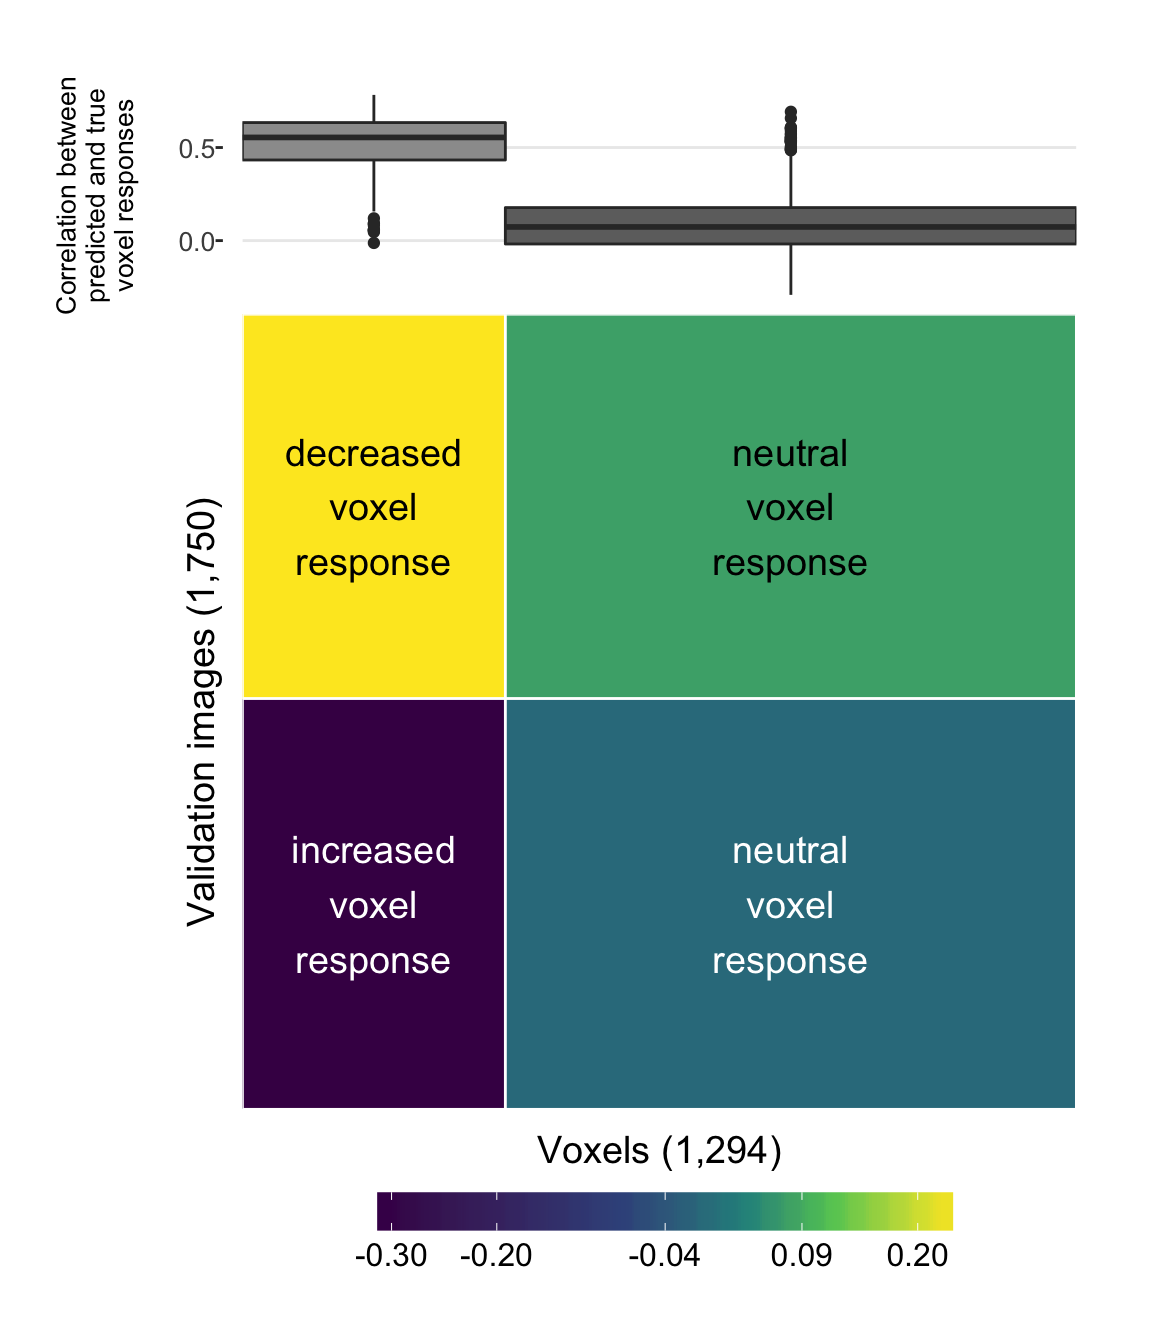 Correlation between
predicted and true
voxel responses
0.5
0.0
decreased
voxel
response
neutral
voxel
response
increased
voxel
response
neutral
voxel
response
Validation images (1,750)
Voxels (1,294)
-0.30 -0.20 -0.04 0.09 0.20